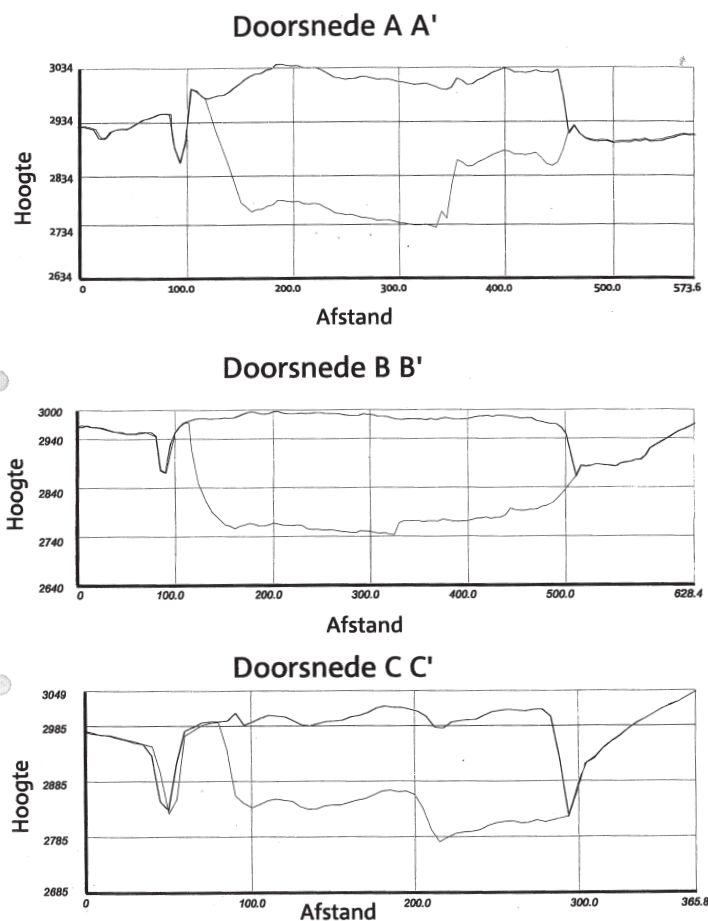 Doorsnede A A'
3034
2934
2834
2734
2634
Hoogte
0 100.0 200.0 300.0 400.0 500.0 573.6
Afstand
Doorsnede B B'
3000
2940
2840
2740
2640
Hoogte
0 100.0 200.0 300.0 400.0 500.0 628.4
Afstand
Doorsnede C C'
3049
2985
2885
2785
2685
Hoogte
0 100.0 200.0 300.0 365.8
Afstand